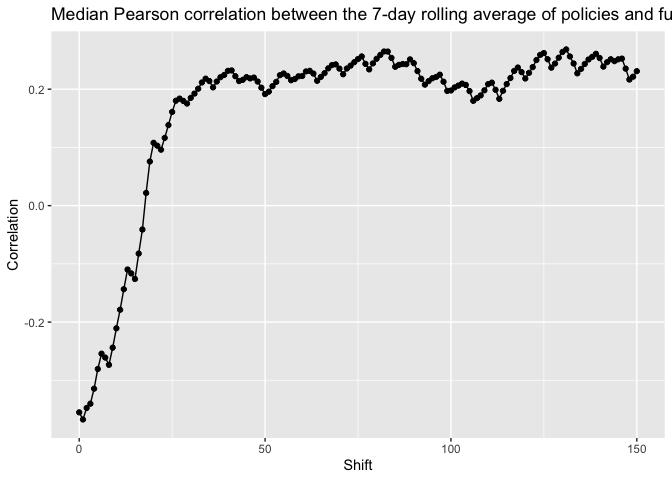 Median Pearson correlation between the 7-day rolling average of policies and fu
0.2
0.0
-0.2
Correlation
0
50
100
150
Shift